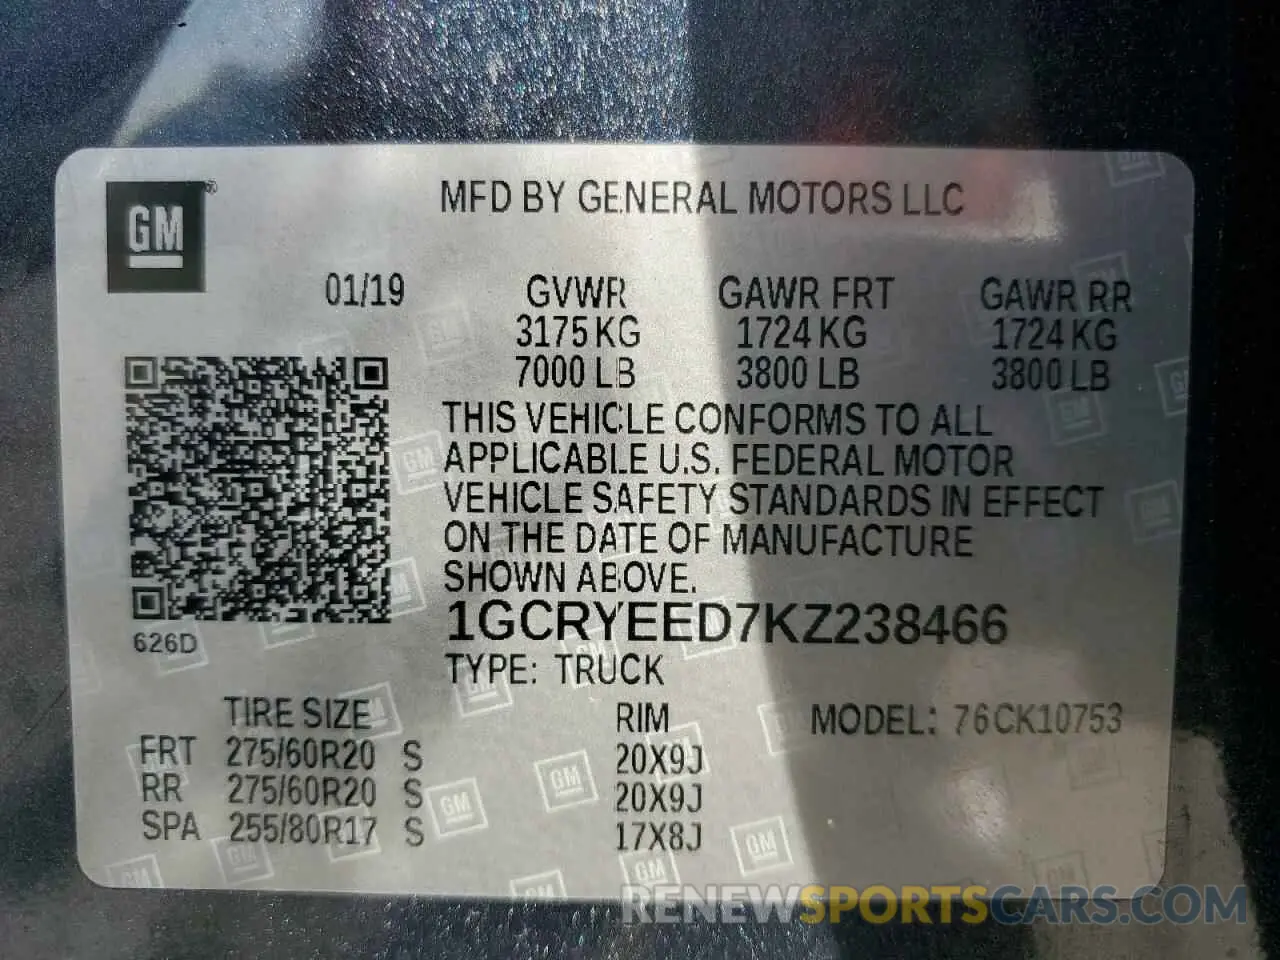 GM®
MFD BY GENERAL MOTORS LLC
01/19 GVWR GAWR FRT GAWR RR
3175 KG 1724 KG 1724 KG
7000 LB 3800 LB 3800 LB
THIS VEHICLE CONFORMS TO ALL
APPLICABLE U.S. FEDERAL MOTOR
VEHICLE SAFETY STANDARDS IN EFFECT
ON THE DATE OF MANUFACTURE
SHOWN ABOVE.
1GCRYEED7KZ238466
626D
TYPE: TRUCK
TIRE SIZE RIM MODEL: 76CK10753
FRT 275/60R20 S 20X9J
RR 275/60R20 S 20X9J
SPA 255/80R17 S 17X8J
RENEWSPORTSCARS.COM